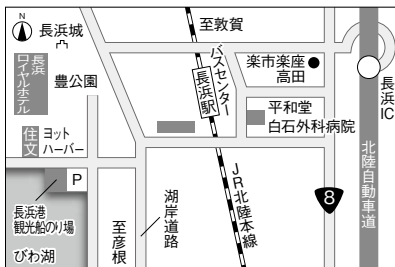 N
長浜城
至敦賀
長浜
ロイヤルホテル
豊公園
バスセンター
長浜駅
楽市楽座
高田
長浜IC
平和堂
白石外科病院
住文
ヨット
ハーバー
P
長浜港
観光船のり場
びわ湖
至彦根
湖岸道路
JR北陸本線
8
北陸自動車道